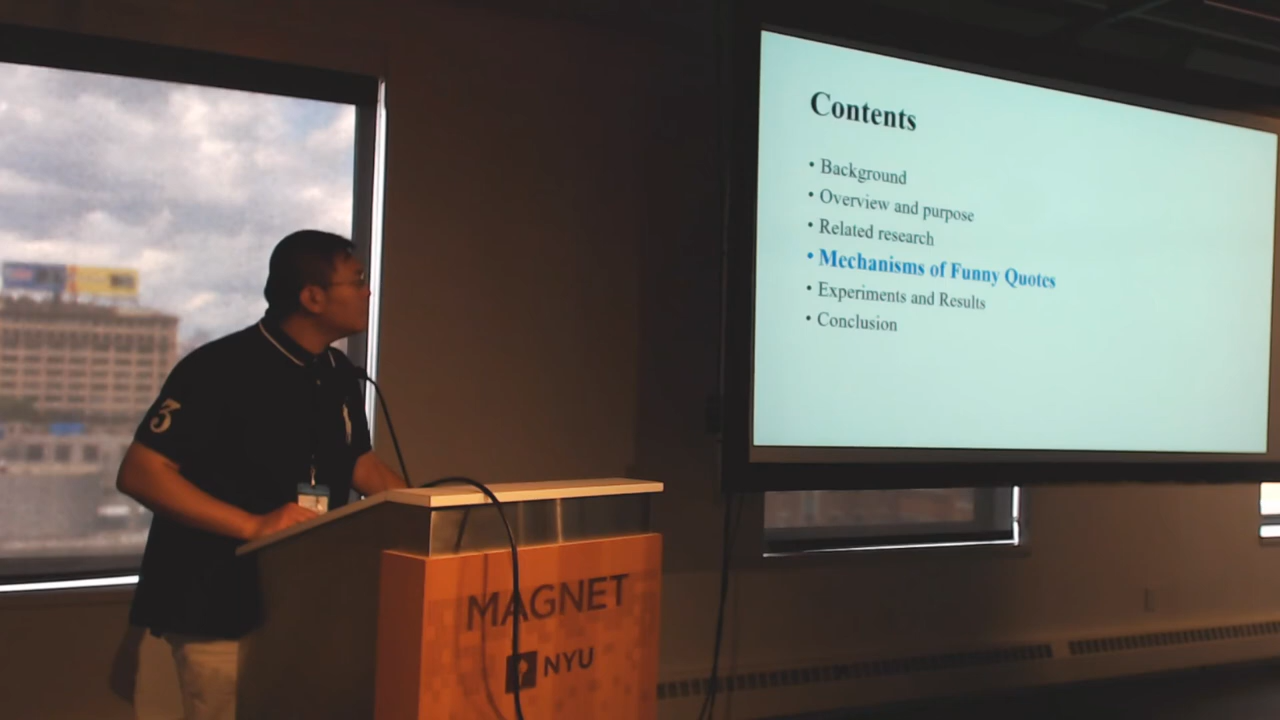 Contents
• Background
• Overview and purpose
• Related research
• Mechanisms of Funny Quotes
• Experiments and Results
• Conclusion
3
MAGNET
NYU